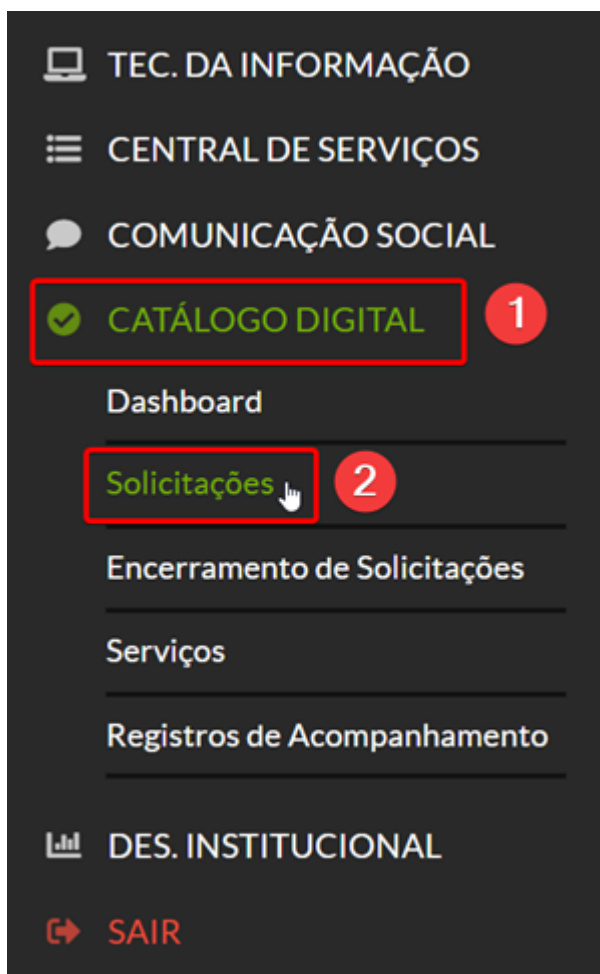 TEC. DA INFORMAÇÃO
CENTRAL DE SERVIÇOS
COMUNICAÇÃO SOCIAL
CATÁLOGO DIGITAL 1
Dashboard
Solicitações 2
Encerramento de Solicitações
Serviços
Registros de Acompanhamento
DES. INSTITUCIONAL
SAIR